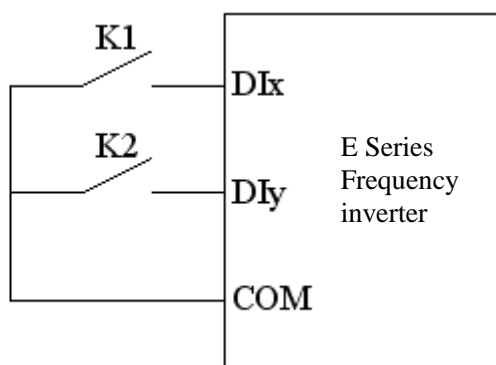 K1
DIx
K2
DIy
E Series
Frequency
inverter
COM